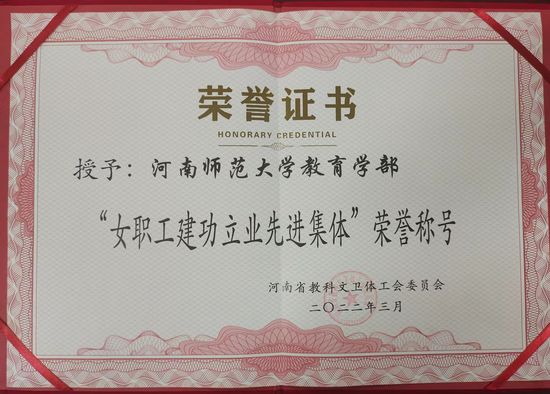 荣誉证书
HONORARY CREDENTIAL
授予：河南师范大学教育学部
“女职工建功立业先进集体”荣誉称号
河南省教科文卫体工会委员会
二〇二二年三月